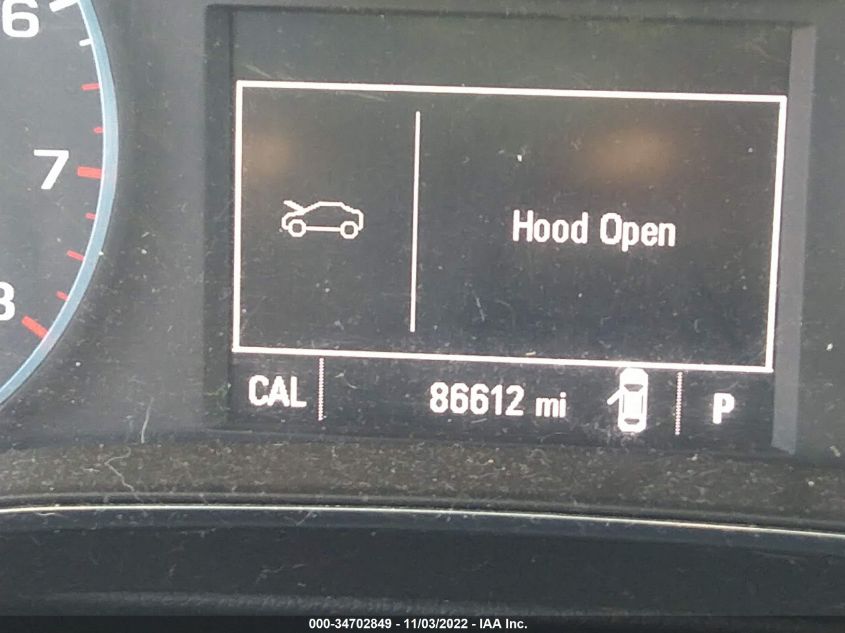 6
7
8
Hood Open
CAL 86612 mi P
000-34702849 - 11/03/2022 - IAA Inc.